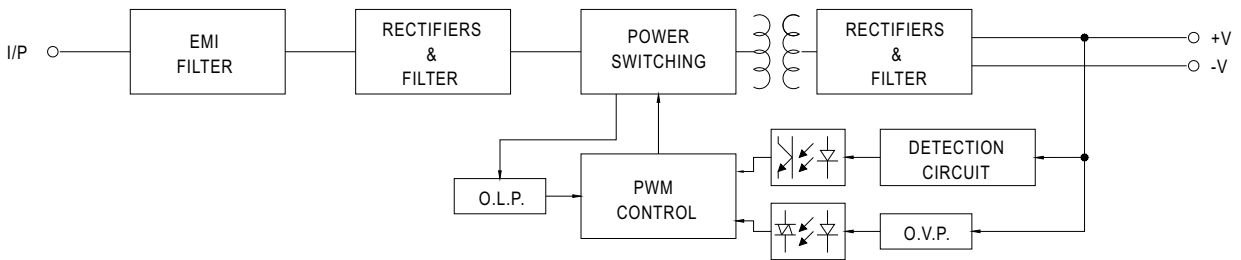 I/P
EMI
FILTER
RECTIFIERS
&
FILTER
POWER
SWITCHING
RECTIFIERS
&
FILTER
+V
-V
O.L.P.
PWM
CONTROL
DETECTION
CIRCUIT
O.V.P.